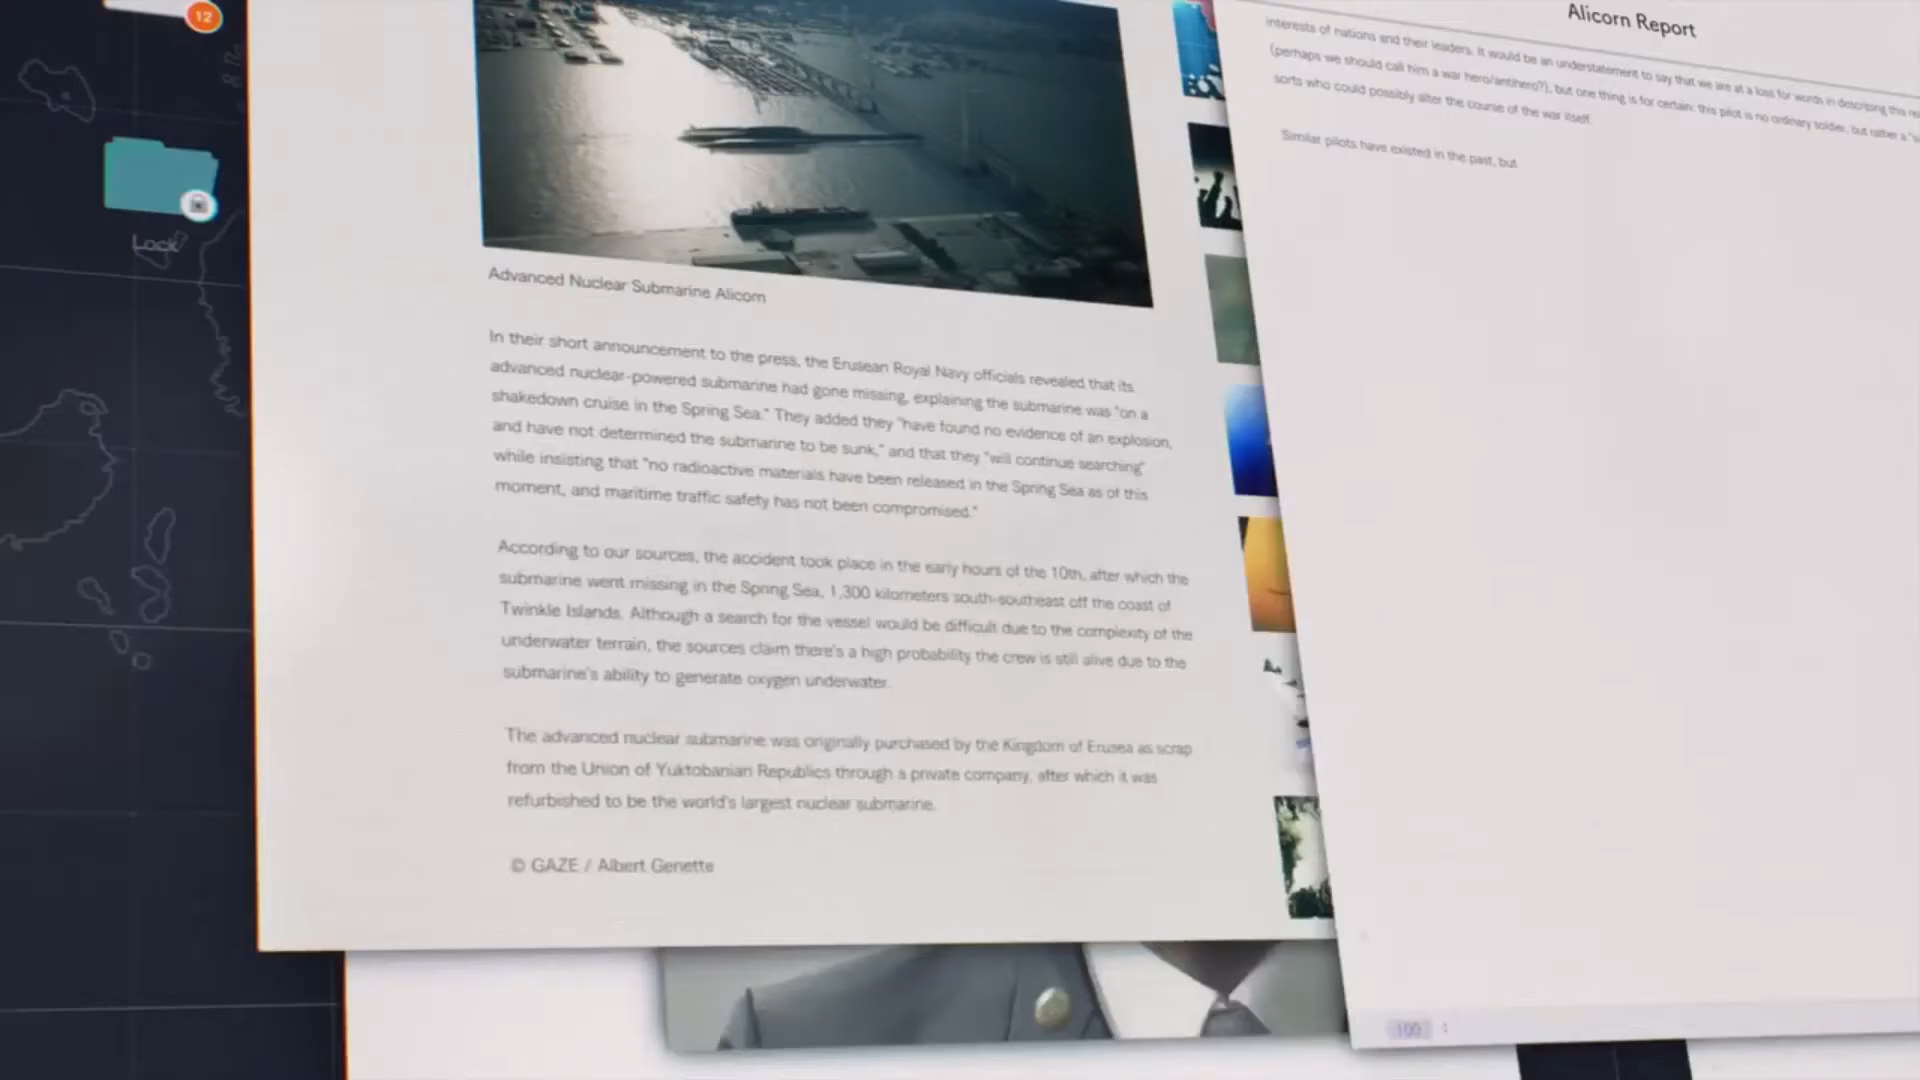 12
Lock
Advanced Nuclear Submarine Alicorn
In their short announcement to the press, the Erusean Royal Navy officials revealed that its
advanced nuclear-powered submarine had gone missing, explaining the submarine was "on a
shakedown cruise in the Spring Sea." They added they "have found no evidence of an explosion,
and have not determined the submarine to be sunk," and that they "will continue searching"
while insisting that "no radioactive materials have been released in the Spring Sea as of this
moment, and maritime traffic safety has not been compromised."
According to our sources, the accident took place in the early hours of the 10th, after which the
submarine went missing in the Spring Sea, 1,300 kilometers south-southeast off the coast of
Twinkle Islands. Although a search for the vessel would be difficult due to the complexity of the
underwater terrain, the sources claim there's a high probability the crew is still alive due to the
submarine's ability to generate oxygen underwater.
The advanced nuclear submarine was originally purchased by the Kingdom of Erusea as scrap
from the Union of Yuktobanian Republics through a private company, after which it was
refurbished to be the world's largest nuclear submarine.
© GAZE / Albert Genette
Alicorn Report
interests of nations and their leaders. It would be an understatement to say that we are at a loss for words in describing this
(perhaps we should call him a war hero/antihero?), but one thing is for certain: this pilot is no ordinary soldier, but rather a
sorts who could possibly alter the course of the war itself.
Similar pilots have existed in the past, but
100